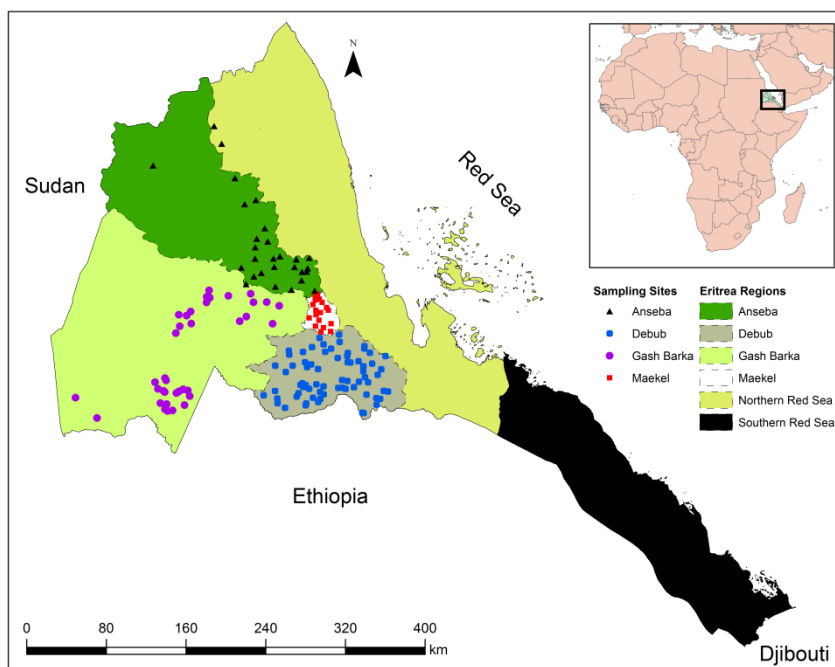 N
Sudan
Red Sea
Sampling Sites
Anseba
Debub
Gash Barka
Maekel
Eritrea Regions
Anseba
Debub
Gash Barka
Maekel
Northern Red Sea
Southern Red Sea
Ethiopia
0 80 160 240 320 400
km
Djibouti